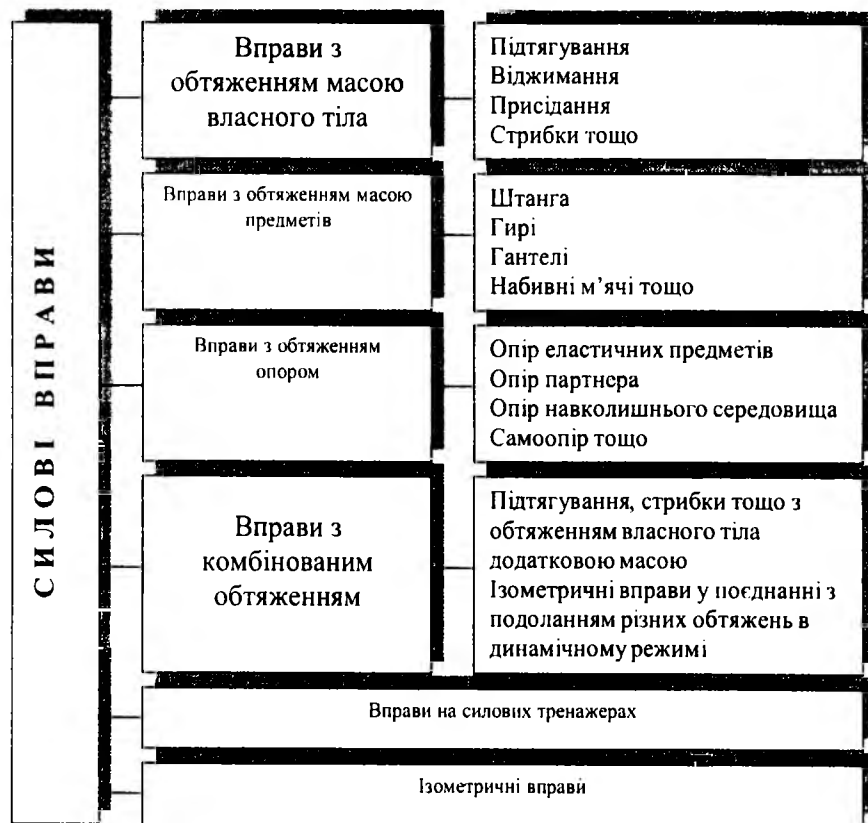 СИЛОВІ ВПРАВИ
Вправи з
обтяженням масою
власного тіла
Підтягування
Віджимання
Присідання
Стрибки тощо
Вправи з обтяженням масою
предметів
Штанга
Гирі
Гантелі
Набивні м’ячі тощо
Вправи з обтяженням
опором
Опір еластичних предметів
Опір партнера
Опір навколишнього середовища
Самоопір тощо
Вправи з
комбінованим
обтяженням
Підтягування, стрибки тощо з
обтяженням власного тіла
додатковою масою
Ізометричні вправи у поєднанні з
подоланням різних обтяжень в
динамічному режимі
Вправи на силових тренажерах
Ізометричні вправи